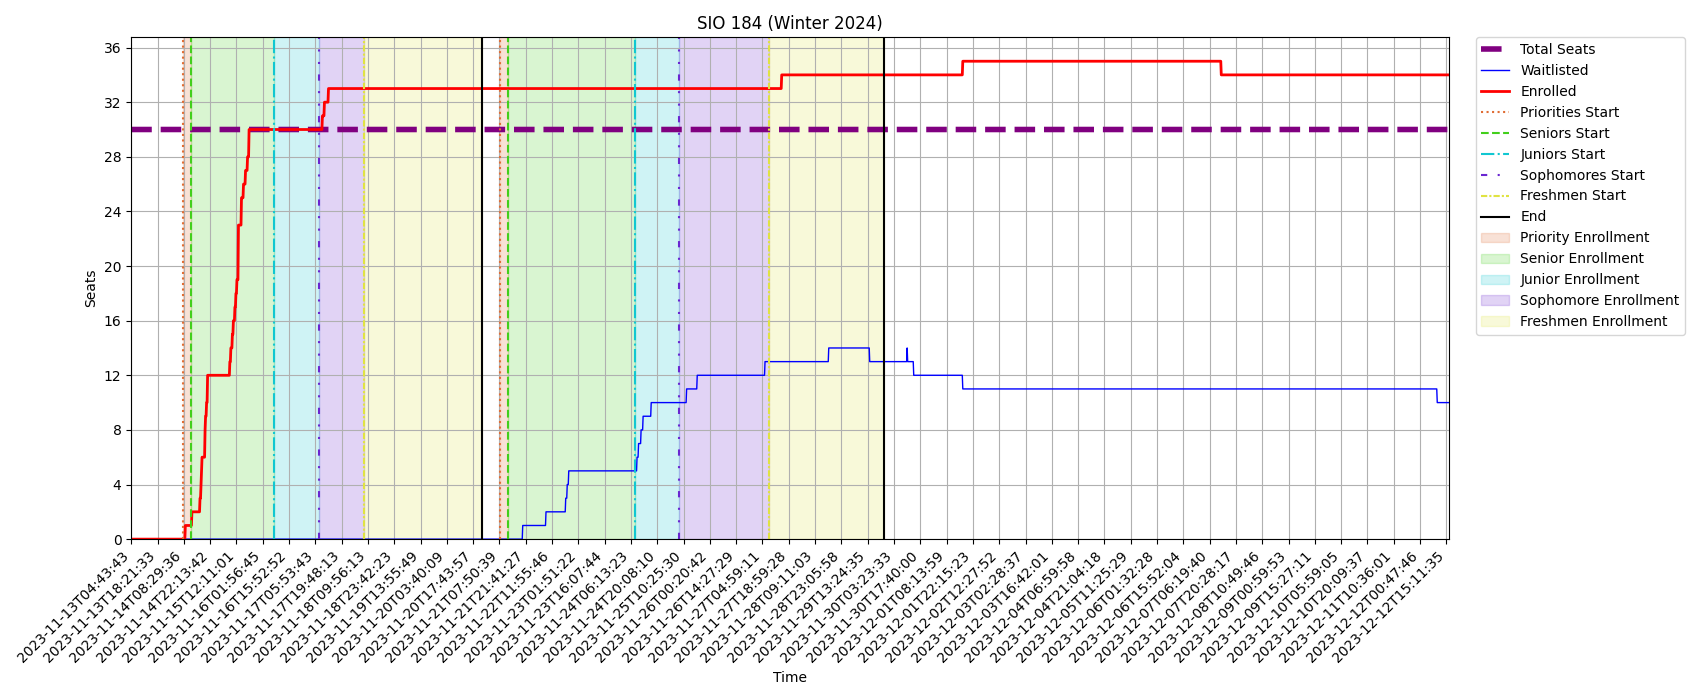 SIO 184 (Winter 2024)
Seats
36
32
28
24
20
16
12
8
4
0
2023-11-13T04:43:43
2023-11-13T18:21:33
2023-11-14T08:29:36
2023-11-14T22:13:42
2023-11-15T12:11:01
2023-11-16T01:56:45
2023-11-16T15:52:52
2023-11-17T05:53:43
2023-11-17T19:48:13
2023-11-18T09:56:13
2023-11-18T23:42:23
2023-11-19T13:55:49
2023-11-20T03:40:09
2023-11-20T17:43:57
2023-11-21T07:50:39
2023-11-21T21:41:27
2023-11-22T11:55:46
2023-11-23T01:51:22
2023-11-23T16:07:44
2023-11-24T06:13:23
2023-11-24T20:08:10
2023-11-25T10:25:30
2023-11-26T00:20:42
2023-11-26T14:27:29
2023-11-27T04:59:11
2023-11-27T18:59:28
2023-11-28T09:11:03
2023-11-28T23:05:58
2023-11-29T13:24:35
2023-11-30T03:23:33
2023-11-30T17:40:00
2023-12-01T08:13:59
2023-12-01T22:15:23
2023-12-02T12:27:52
2023-12-03T02:28:37
2023-12-03T16:42:01
2023-12-04T06:59:58
2023-12-04T21:04:18
2023-12-05T11:25:29
2023-12-06T01:32:28
2023-12-06T15:52:04
2023-12-07T06:19:40
2023-12-07T20:28:17
2023-12-08T10:49:46
2023-12-09T00:59:53
2023-12-09T15:27:11
2023-12-10T05:59:05
2023-12-10T20:09:37
2023-12-11T10:36:01
2023-12-12T00:47:46
2023-12-12T15:11:35
Time
Total Seats
Waitlisted
Enrolled
Priorities Start
Seniors Start
Juniors Start
Sophomores Start
Freshmen Start
End
Priority Enrollment
Senior Enrollment
Junior Enrollment
Sophomore Enrollment
Freshmen Enrollment